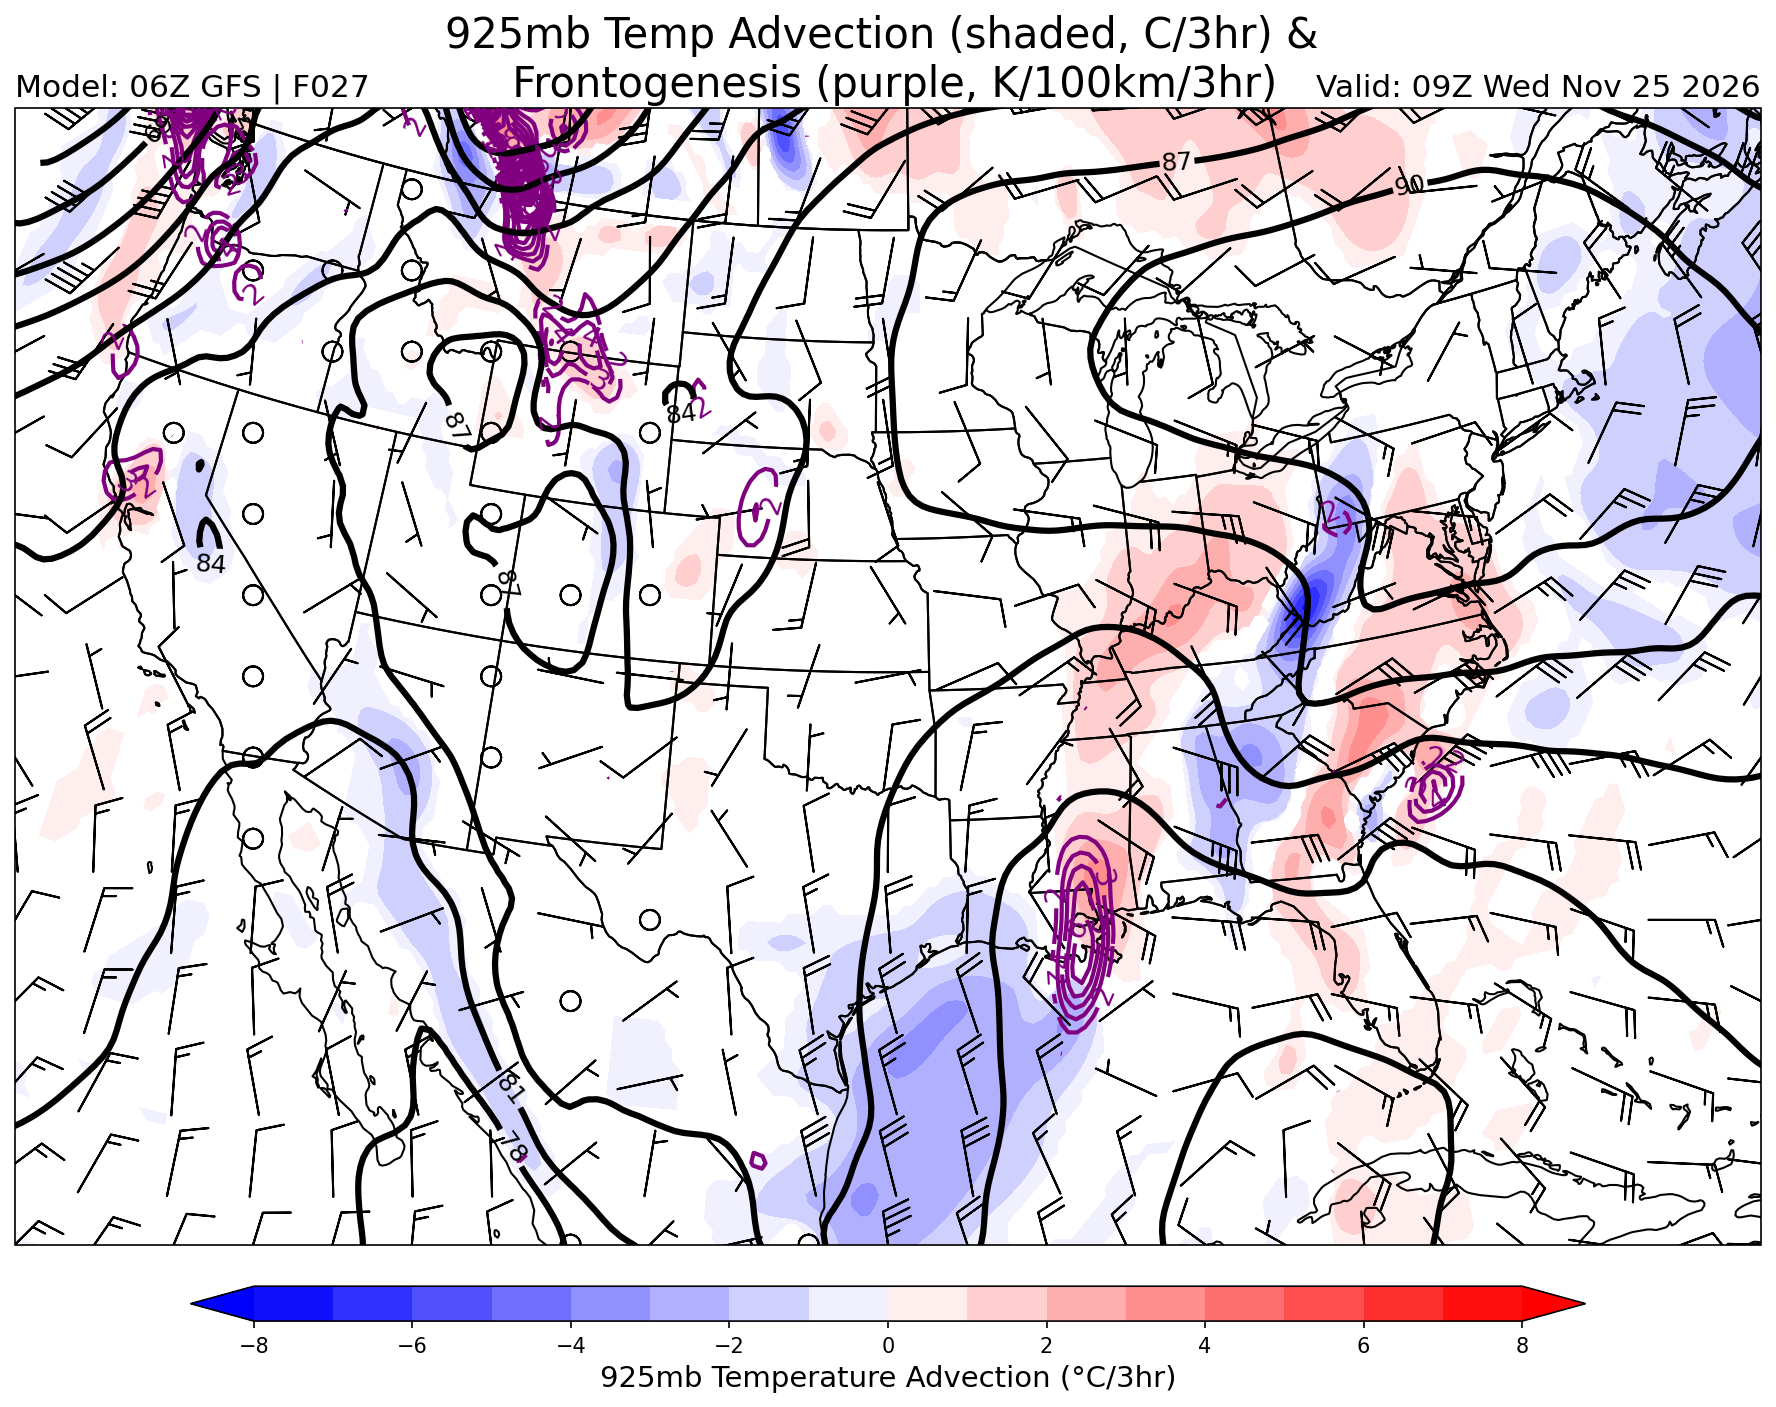 925mb Temp Advection (shaded, C/3hr) &
Frontogenesis (purple, K/100km/3hr)
Model: 06Z GFS | F027
Valid: 09Z Wed Nov 25 2026
87
90
84
87
84
87
81
78
−8 −6 −4 −2 0 2 4 6 8
925mb Temperature Advection (°C/3hr)